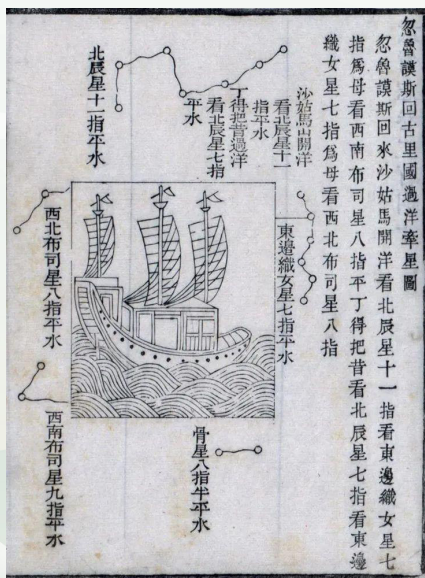 忽魯謨斯回古里國過洋牽星圖
忽魯謨斯回來沙姑馬開洋看北辰星十一指看東邊織女星七
指爲母看西南布司星八指平丁得把昔看北辰星七指看東邊
織女星七指爲母看西北布司星八指
沙姑馬山開洋
看北辰星十一
指平水
丁得把昔過洋
看北辰星七指
平水
北辰星十一指平水
東邊織女星七指平水
西北布司星八指平水
西南布司星九指平水
骨星八指半平水